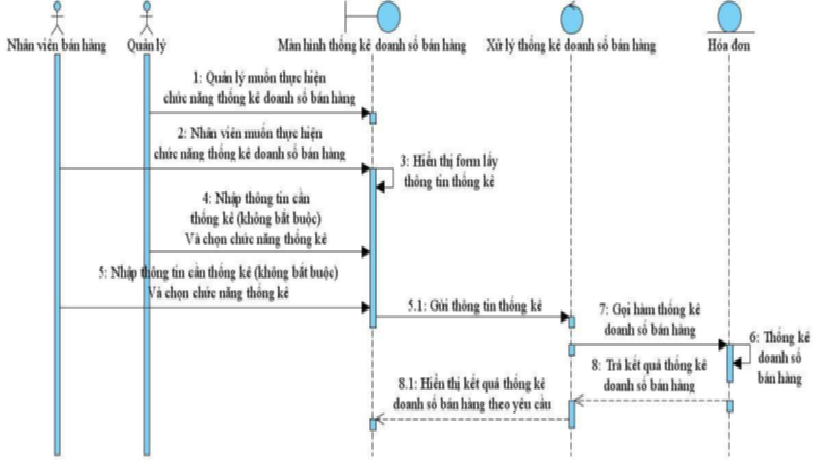 Nhân viên bán hàng
Quản lý
Màn hình thống kê doanh số bán hàng
Xử lý thống kê doanh số bán hàng
Hóa đơn
1: Quản lý muốn thực hiện
chức năng thống kê doanh số bán hàng
2: Nhân viên muốn thực hiện
chức năng thống kê doanh số bán hàng
3: Hiển thị form lấy
thông tin thống kê
4: Nhập thông tin cần
thống kê (không bắt buộc)
Và chọn chức năng thống kê
5: Nhập thông tin cần thống kê (không bắt buộc)
Và chọn chức năng thống kê
5.1: Gửi thông tin thống kê
7: Gọi hàm thống kê
doanh số bán hàng
6: Thống kê
doanh số
bán hàng
8: Trả kết quả thống kê
doanh số bán hàng
8.1: Hiển thị kết quả thống kê
doanh số bán hàng theo yêu cầu